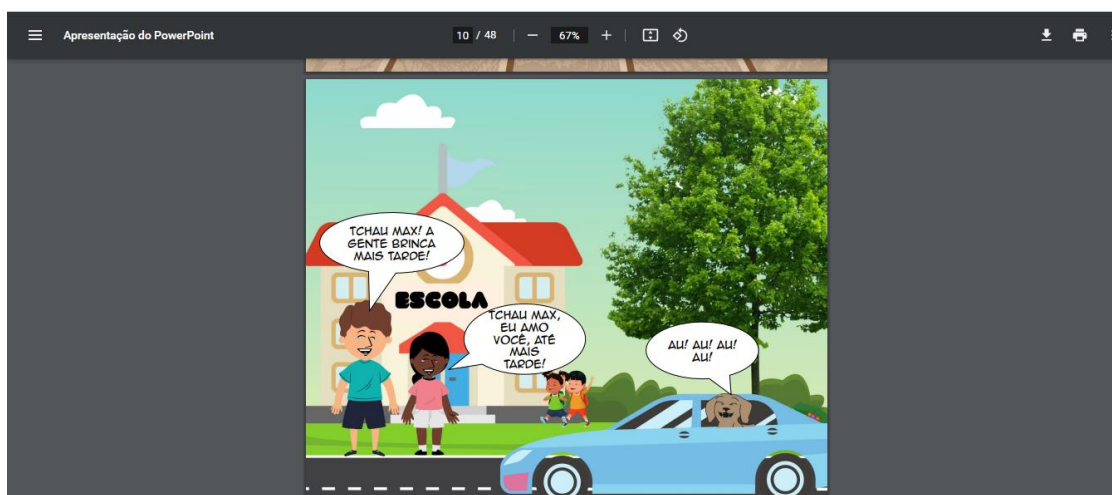 Apresentação do PowerPoint
10 / 48
67%
TCHAU MAX! A
GENTE BRINCA
MAIS TARDE!
ESCOLA
TCHAU MAX,
EU AMO
VOCÊ, ATÉ
MAIS
TARDE!
AU! AU! AU!
AU!